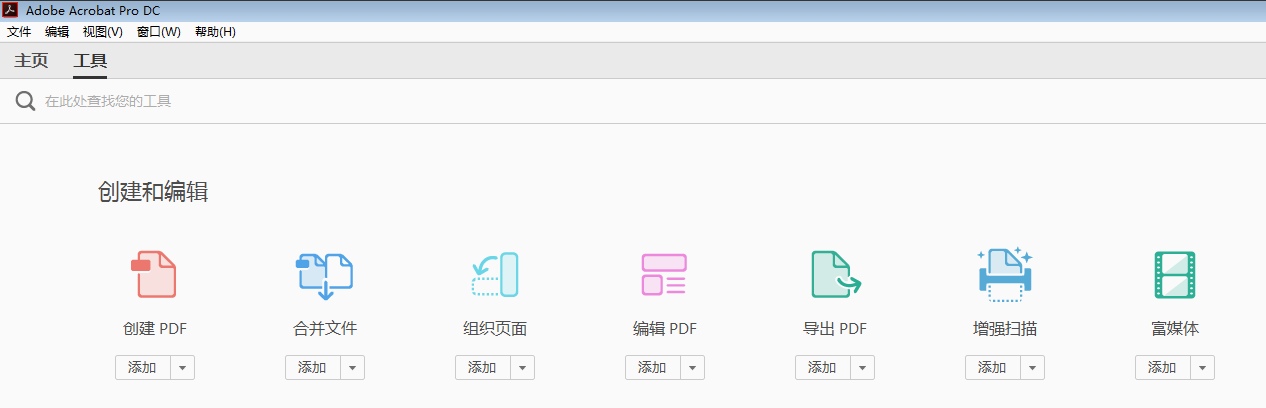 Adobe Acrobat Pro DC
文件 编辑 视图(V) 窗口(W) 帮助(H)
主页 工具
在此处查找您的工具
创建和编辑
创建 PDF 合并文件 组织页面 编辑 PDF 导出 PDF 增强扫描 富媒体
添加 添加 添加 添加 添加 添加 添加